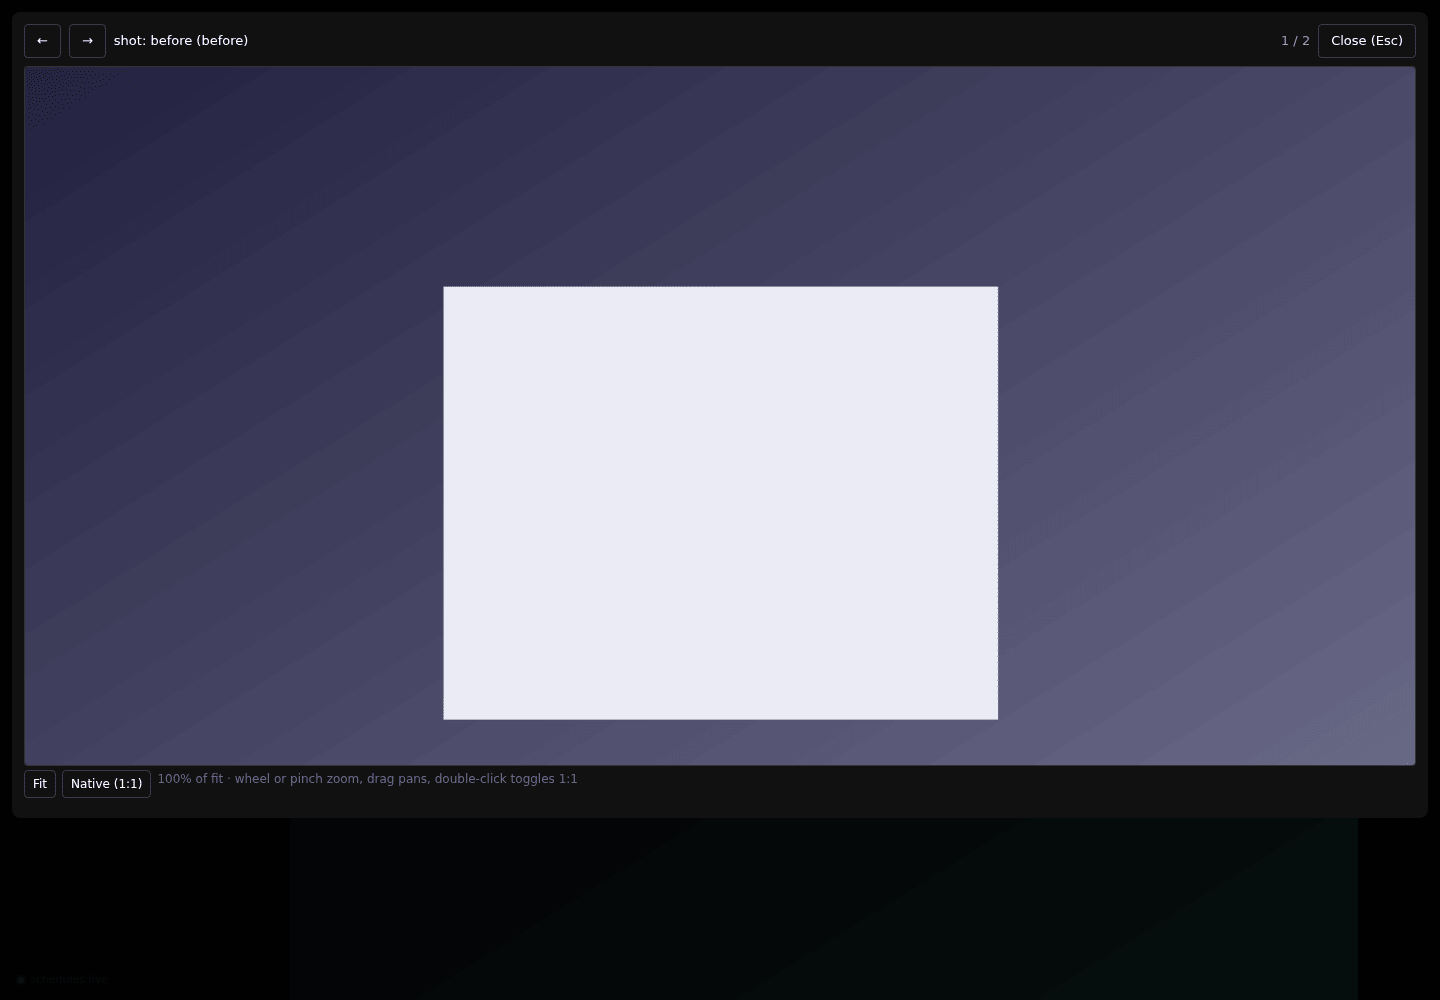 ← → shot: before (before) 1 / 2 Close (Esc)
Fit Native (1:1) 100% of fit · wheel or pinch zoom, drag pans, double-click toggles 1:1